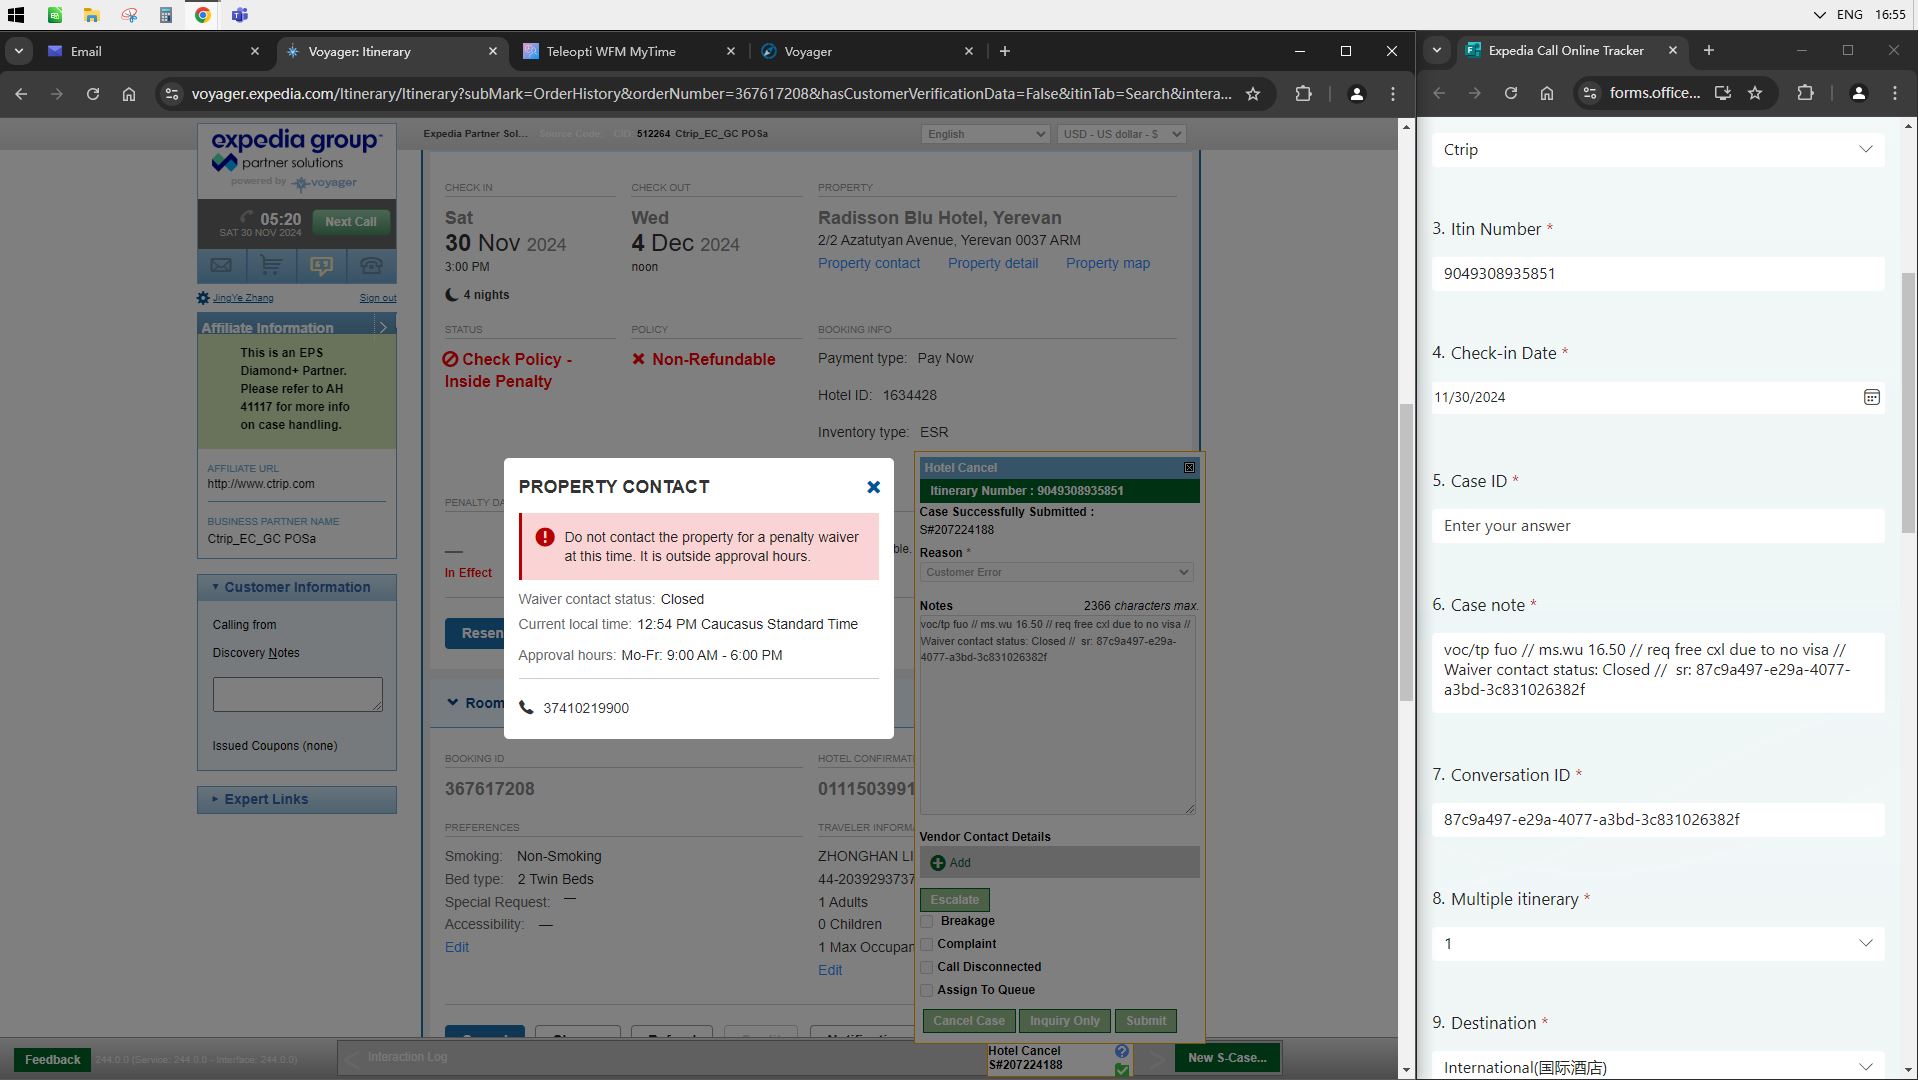 ENG 16:55
Email
Voyager: Itinerary
Teleopti WFM MyTime
Voyager
voyager.expedia.com/Itinerary/Itinerary?subMark=OrderHistory&orderNumber=367617208&hasCustomerVerificationData=False&itinTab=Search&intera...
expedia group™
partner solutions
powered by voyager
05:20
SAT 30 NOV 2024
Next Call
JingYe Zhang
Sign out
Affiliate Information
This is an EPS
Diamond+ Partner.
Please refer to AH
41117 for more info
on case handling.
AFFILIATE URL
http://www.ctrip.com
BUSINESS PARTNER NAME
Ctrip_EC_GC POSa
Customer Information
Calling from
Discovery Notes
Issued Coupons (none)
Expert Links
Expedia Partner Sol... Source Code: CID: 512264 Ctrip_EC_GC POSa
English
USD - US dollar - $
CHECK IN
Sat
30 Nov 2024
3:00 PM
4 nights
CHECK OUT
Wed
4 Dec 2024
noon
PROPERTY
Radisson Blu Hotel, Yerevan
2/2 Azatutyan Avenue, Yerevan 0037 ARM
Property contact Property detail Property map
STATUS
Check Policy -
Inside Penalty
POLICY
Non-Refundable
BOOKING INFO
Payment type: Pay Now
Hotel ID: 1634428
Inventory type: ESR
PENALTY DA
—
In Effect
ble.
Resen
PROPERTY CONTACT
Do not contact the property for a penalty waiver
at this time. It is outside approval hours.
Waiver contact status: Closed
Current local time: 12:54 PM Caucasus Standard Time
Approval hours: Mo-Fr: 9:00 AM - 6:00 PM
37410219900
Room
BOOKING ID
367617208
HOTEL CONFIRMATI
0111503991
PREFERENCES
Smoking: Non-Smoking
Bed type: 2 Twin Beds
Special Request: —
Accessibility: —
Edit
TRAVELER INFORMA
ZHONGHAN LI
44-2039293737
1 Adults
0 Children
1 Max Occupan
Edit
Hotel Cancel
Itinerary Number : 9049308935851
Case Successfully Submitted :
S#207224188
Reason *
Customer Error
Notes 2366 characters max.
voc/tp fuo // ms.wu 16.50 // req free cxl due to no visa //
Waiver contact status: Closed // sr: 87c9a497-e29a-
4077-a3bd-3c831026382f
Vendor Contact Details
Add
Escalate
Breakage
Complaint
Call Disconnected
Assign To Queue
Cancel Case Inquiry Only Submit
Feedback
244.0.0 (Service: 244.0.0 - Interface: 244.0.0)
Interaction Log
Hotel Cancel
S#207224188
New S-Case...
Expedia Call Online Tracker
forms.office...
Ctrip
3. Itin Number *
9049308935851
4. Check-in Date *
11/30/2024
5. Case ID *
Enter your answer
6. Case note *
voc/tp fuo // ms.wu 16.50 // req free cxl due to no visa //
Waiver contact status: Closed // sr: 87c9a497-e29a-4077-
a3bd-3c831026382f
7. Conversation ID *
87c9a497-e29a-4077-a3bd-3c831026382f
8. Multiple itinerary *
1
9. Destination *
International(国际酒店)